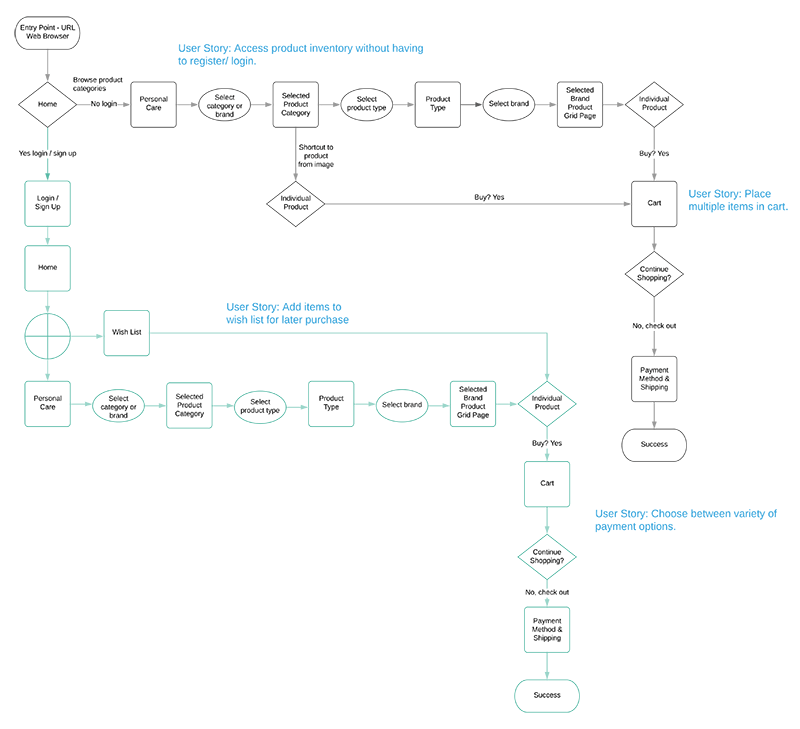 Entry Point - URL
Web Browser
User Story: Access product inventory without having
to register/ login.
Browse product
categories
Home
No login
Personal
Care
Select
category or
brand
Selected
Product
Category
Select
product type
Product
Type
Select brand
Selected
Brand
Product
Grid Page
Individual
Product
Yes login / sign up
Shortcut to
product
from image
Buy? Yes
Login /
Sign Up
Individual
Product
Buy? Yes
Cart
User Story: Place
multiple items in cart.
Home
Continue
Shopping?
User Story: Add items to
wish list for later purchase
Wish List
No, check out
Payment
Method &
Shipping
Personal
Care
Select
category or
brand
Selected
Product
Category
Select
product type
Product
Type
Select brand
Selected
Brand
Product
Grid Page
Individual
Product
Success
Buy? Yes
Cart
User Story: Choose between variety of
payment options.
Continue
Shopping?
No, check out
Payment
Method &
Shipping
Success